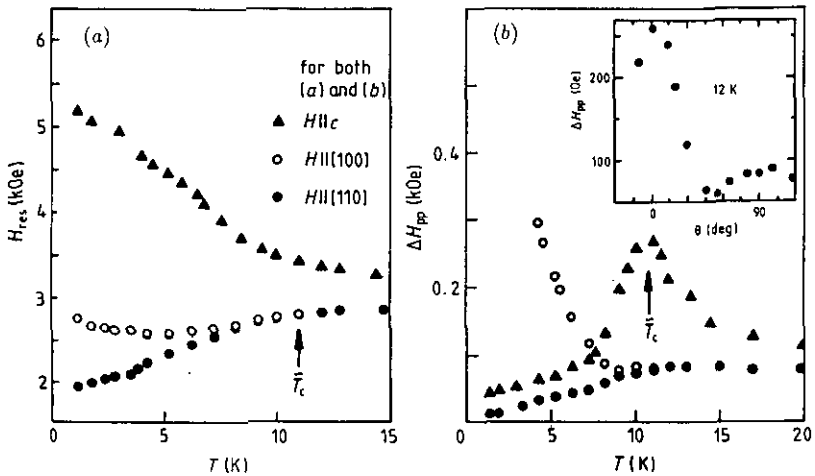 (a)
for both
(a) and (b)
▲ H||c
○ H||[100]
● H||[110]
H_res (kOe)
6
5
4
3
2
T̿_c
0
5
10
15
T (K)
(b)
ΔH_pp (kOe)
0.4
0.2
0
T̿_c
0
5
10
15
20
T (K)
12 K
ΔH_pp (Oe)
200
100
0
90
θ (deg)